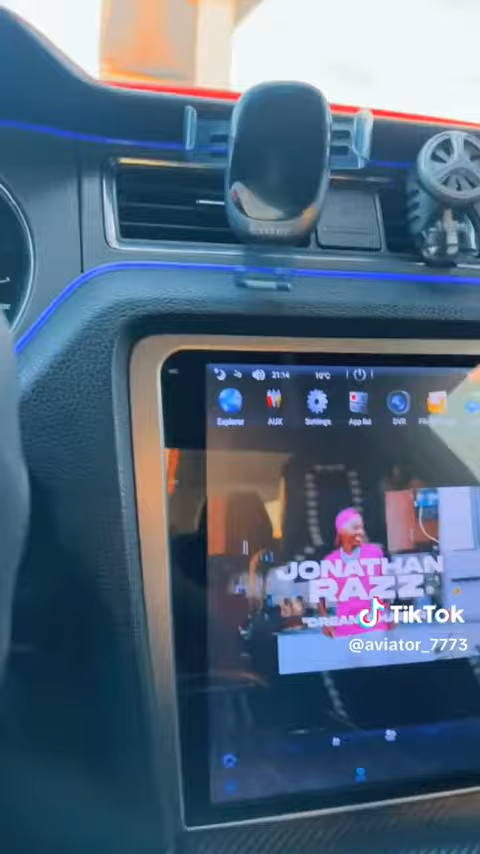 21:14 10°C
Explorer AUX Settings App list DVR
JONATHAN
RAZZ
TikTok
@aviator_7773